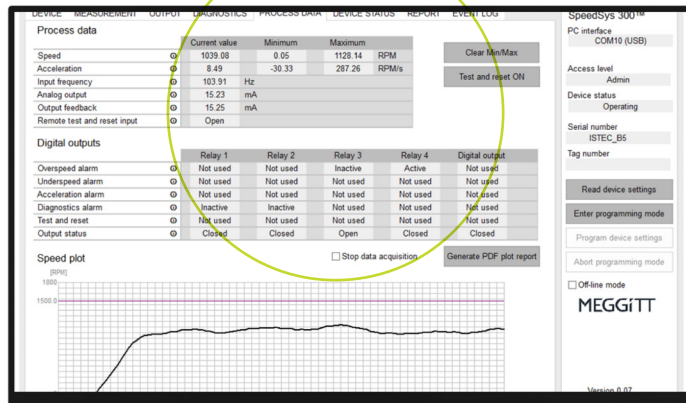 DEVICE MEASUREMENT OUTPUT DIAGNOSTICS PROCESS DATA DEVICE STATUS REPORT EVENT LOG
Process data
Current value Minimum Maximum
Speed 1039.08 0.05 1128.14 RPM
Acceleration 8.49 -30.33 287.26 RPM/s
Input frequency 103.91 Hz
Analog output 15.23 mA
Output feedback 15.25 mA
Remote test and reset input Open
Clear Min/Max
Test and reset ON
Digital outputs
Relay 1 Relay 2 Relay 3 Relay 4 Digital output
Overspeed alarm Not used Not used Inactive Active Not used
Underspeed alarm Not used Not used Not used Not used Not used
Acceleration alarm Not used Not used Not used Not used Not used
Diagnostics alarm Inactive Inactive Not used Not used Not used
Test and reset Not used Not used Not used Not used Not used
Output status Closed Closed Open Closed Closed
Speed plot
Stop data acquisition
Generate PDF plot report
[RPM]
1800
1500.0
SpeedSys 300™
PC interface
COM10 (USB)
Access level
Admin
Device status
Operating
Serial number
ISTEC_B5
Tag number
Read device settings
Enter programming mode
Program device settings
Abort programming mode
Off-line mode
MEGGiTT
Version 0.07